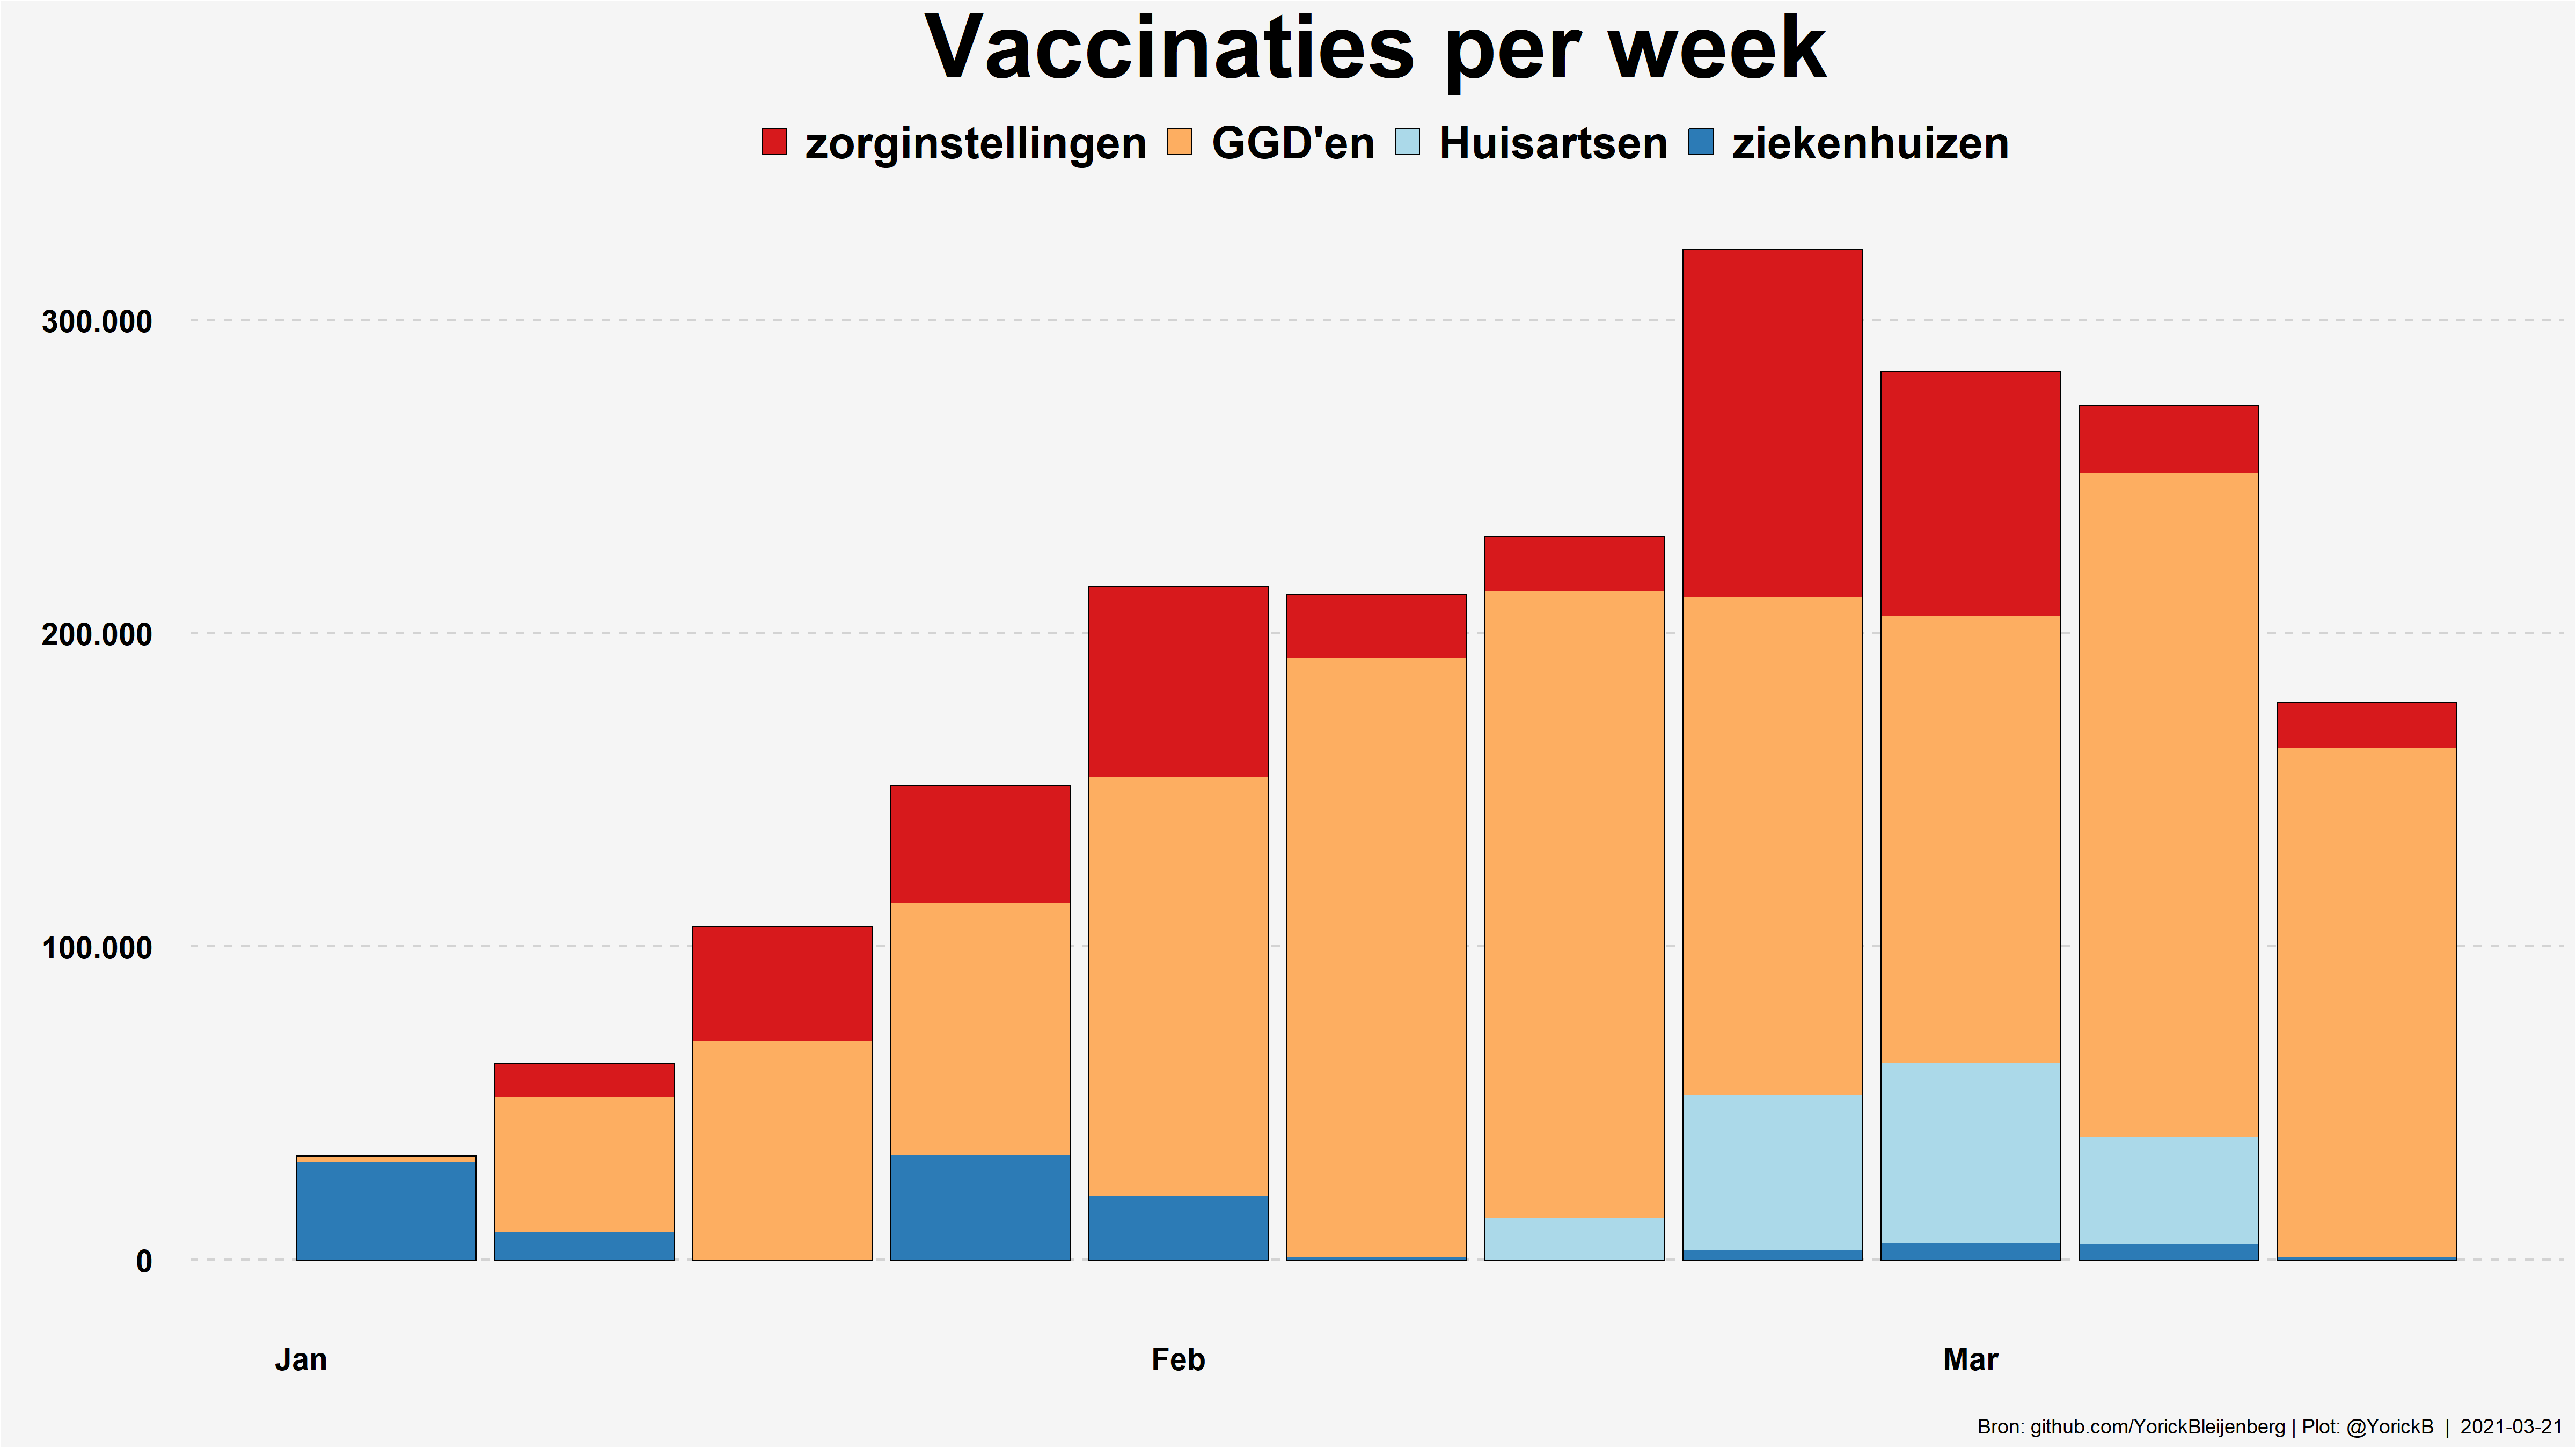 Vaccinaties per week
zorginstellingen GGD'en Huisartsen ziekenhuizen
300.000
200.000
100.000
0
Jan Feb Mar
Bron: github.com/YorickBleijenberg | Plot: @YorickB | 2021-03-21